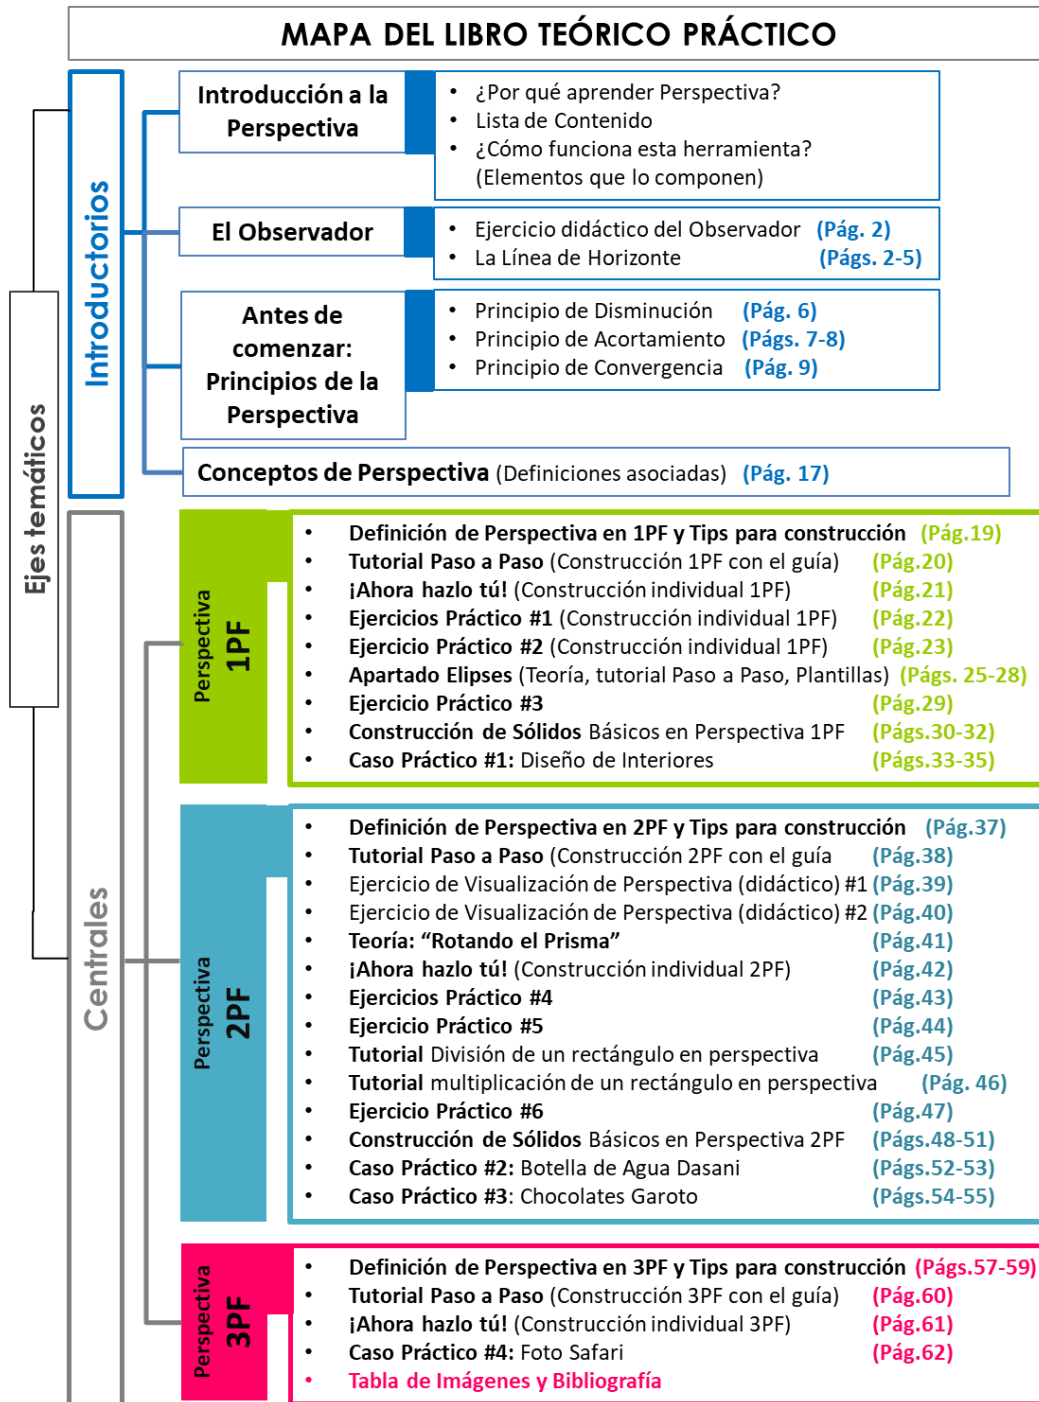 MAPA DEL LIBRO TEÓRICO PRÁCTICO
Ejes temáticos
Introductorios
Introducción a la
Perspectiva
• ¿Por qué aprender Perspectiva?
• Lista de Contenido
• ¿Cómo funciona esta herramienta?
(Elementos que lo componen)
El Observador
• Ejercicio didáctico del Observador (Pág. 2)
• La Línea de Horizonte (Págs. 2-5)
Antes de
comenzar:
Principios de la
Perspectiva
• Principio de Disminución (Pág. 6)
• Principio de Acortamiento (Págs. 7-8)
• Principio de Convergencia (Pág. 9)
Conceptos de Perspectiva (Definiciones asociadas) (Pág. 17)
Centrales
Perspectiva
1PF
• Definición de Perspectiva en 1PF y Tips para construcción (Pág.19)
• Tutorial Paso a Paso (Construcción 1PF con el guía) (Pág.20)
• ¡Ahora hazlo tú! (Construcción individual 1PF) (Pág.21)
• Ejercicios Práctico #1 (Construcción individual 1PF) (Pág.22)
• Ejercicio Práctico #2 (Construcción individual 1PF) (Pág.23)
• Apartado Elipses (Teoría, tutorial Paso a Paso, Plantillas) (Págs. 25-28)
• Ejercicio Práctico #3 (Pág.29)
• Construcción de Sólidos Básicos en Perspectiva 1PF (Págs.30-32)
• Caso Práctico #1: Diseño de Interiores (Págs.33-35)
Perspectiva
2PF
• Definición de Perspectiva en 2PF y Tips para construcción (Pág.37)
• Tutorial Paso a Paso (Construcción 2PF con el guía (Pág.38)
• Ejercicio de Visualización de Perspectiva (didáctico) #1 (Pág.39)
• Ejercicio de Visualización de Perspectiva (didáctico) #2 (Pág.40)
• Teoría: “Rotando el Prisma” (Pág.41)
• ¡Ahora hazlo tú! (Construcción individual 2PF) (Pág.42)
• Ejercicios Práctico #4 (Pág.43)
• Ejercicio Práctico #5 (Pág.44)
• Tutorial División de un rectángulo en perspectiva (Pág.45)
• Tutorial multiplicación de un rectángulo en perspectiva (Pág. 46)
• Ejercicio Práctico #6 (Pág.47)
• Construcción de Sólidos Básicos en Perspectiva 2PF (Págs.48-51)
• Caso Práctico #2: Botella de Agua Dasani (Págs.52-53)
• Caso Práctico #3: Chocolates Garoto (Págs.54-55)
Perspectiva
3PF
• Definición de Perspectiva en 3PF y Tips para construcción (Págs.57-59)
• Tutorial Paso a Paso (Construcción 3PF con el guía) (Pág.60)
• ¡Ahora hazlo tú! (Construcción individual 3PF) (Pág.61)
• Caso Práctico #4: Foto Safari (Pág.62)
• Tabla de Imágenes y Bibliografía